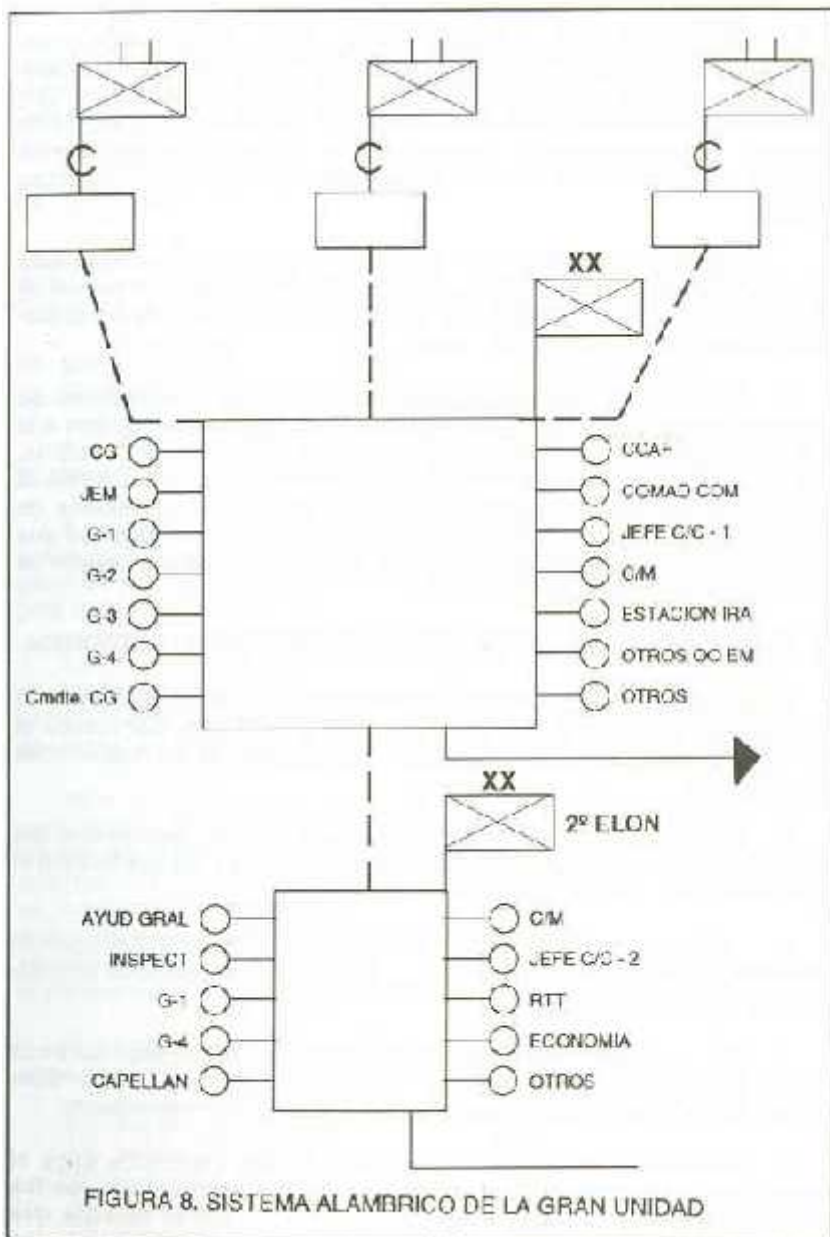 C
C
C
XX
CG
JEM
G-1
G-2
G-3
G-4
Cmdte. CG
COMAD COM
JEFE C/C - 1
C/M
ESTACION IRA
OTROS OO EM
OTROS
XX
2º ELON
AYUD GRAL
INSPECT
G-1
G-4
CAPELLAN
C/M
JEFE C/C - 2
RTT
ECONOMIA
OTROS
FIGURA 8. SISTEMA ALAMBRICO DE LA GRAN UNIDAD